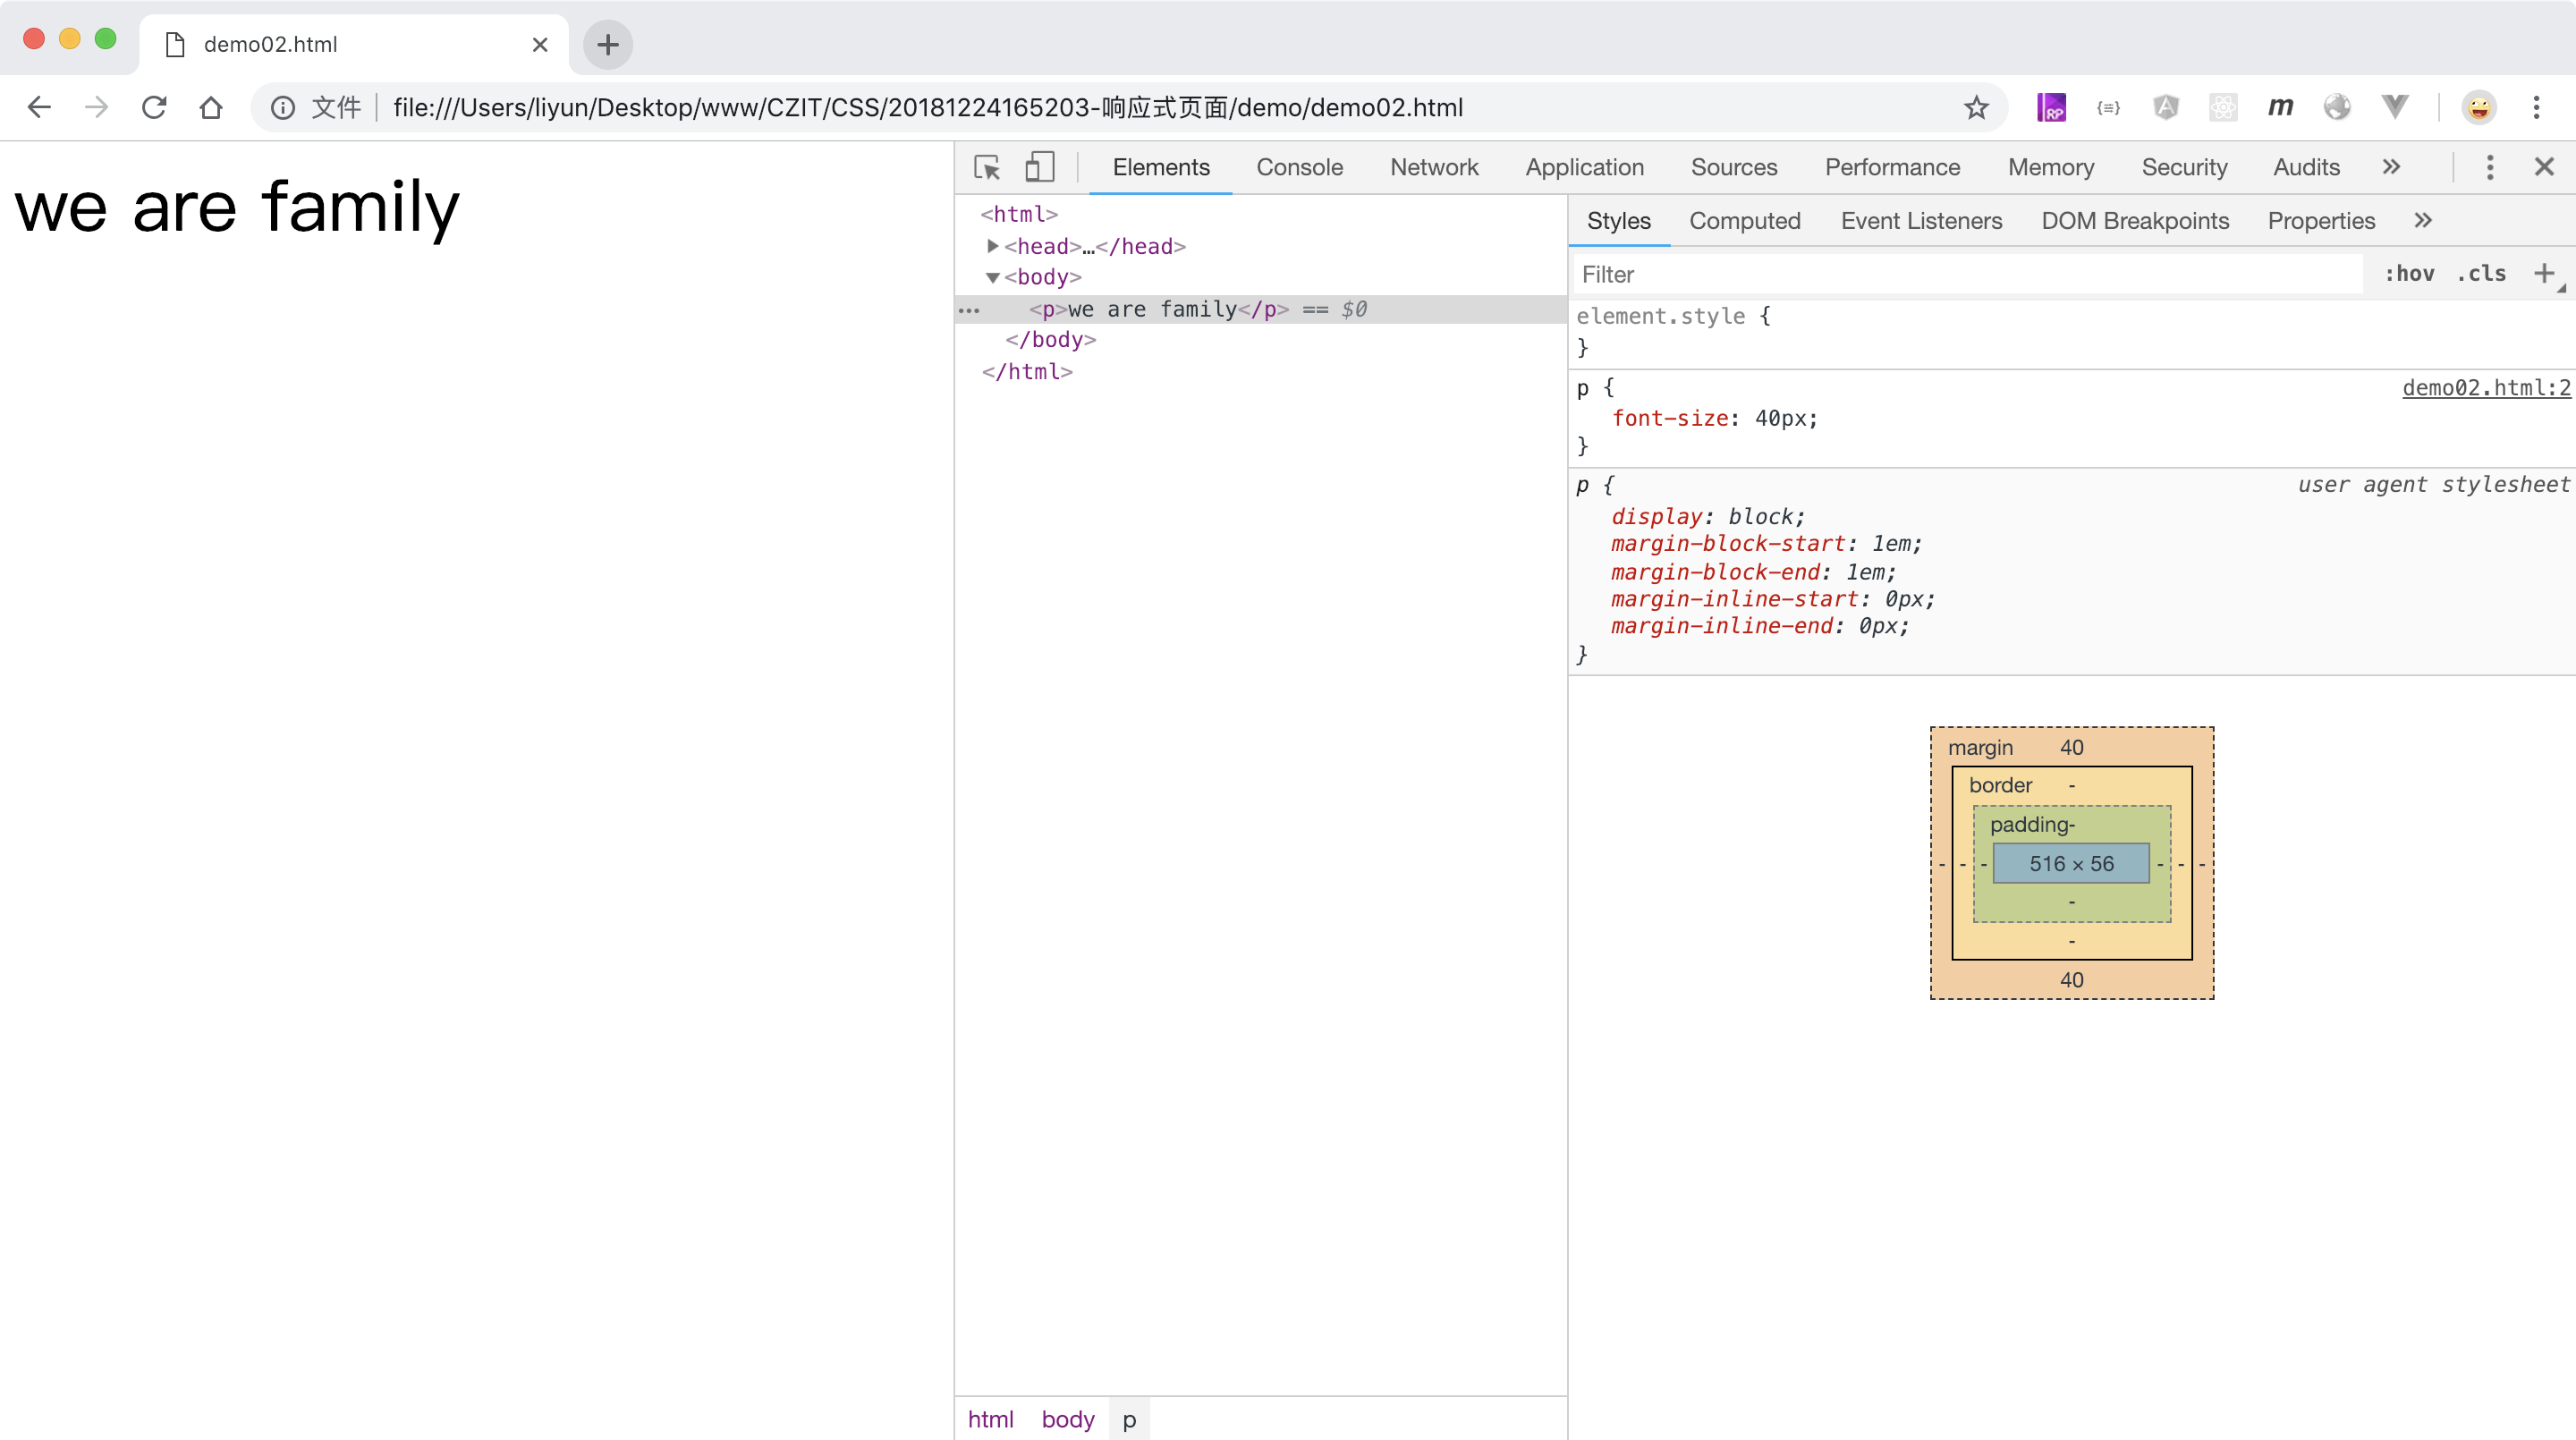 demo02.html
文件 file:///Users/liyun/Desktop/www/CZIT/CSS/20181224165203-响应式页面/demo/demo02.html
RP
{≡}
A
m
we are family
Elements Console Network Application Sources Performance Memory Security Audits »
<html>
<head>…</head>
<body>
<p>we are family</p> == $0
</body>
</html>
html body p
Styles Computed Event Listeners DOM Breakpoints Properties »
Filter :hov .cls +
element.style {
}
p { demo02.html:2
font-size: 40px;
}
p { user agent stylesheet
display: block;
margin-block-start: 1em;
margin-block-end: 1em;
margin-inline-start: 0px;
margin-inline-end: 0px;
}
margin 40
border -
padding-
- - - 516 × 56 - - -
-
-
40